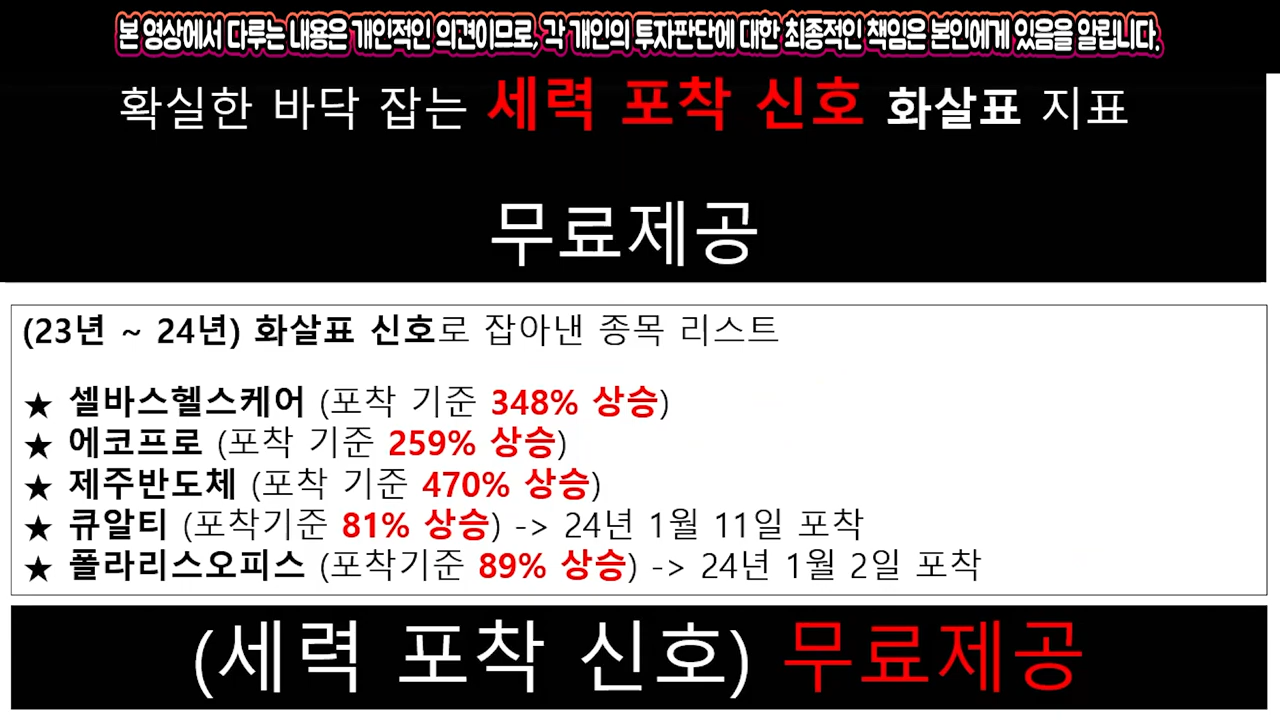 본 영상에서 다루는 내용은 개인적인 의견이므로, 각 개인의 투자판단에 대한 최종적인 책임은 본인에게 있음을 알립니다.
확실한 바닥 잡는 세력 포착 신호 화살표 지표
무료제공
(23년 ~ 24년) 화살표 신호로 잡아낸 종목 리스트
★ 셀바스헬스케어 (포착 기준 348% 상승)
★ 에코프로 (포착 기준 259% 상승)
★ 제주반도체 (포착 기준 470% 상승)
★ 큐알티 (포착기준 81% 상승) -> 24년 1월 11일 포착
★ 폴라리스오피스 (포착기준 89% 상승) -> 24년 1월 2일 포착
(세력 포착 신호) 무료제공